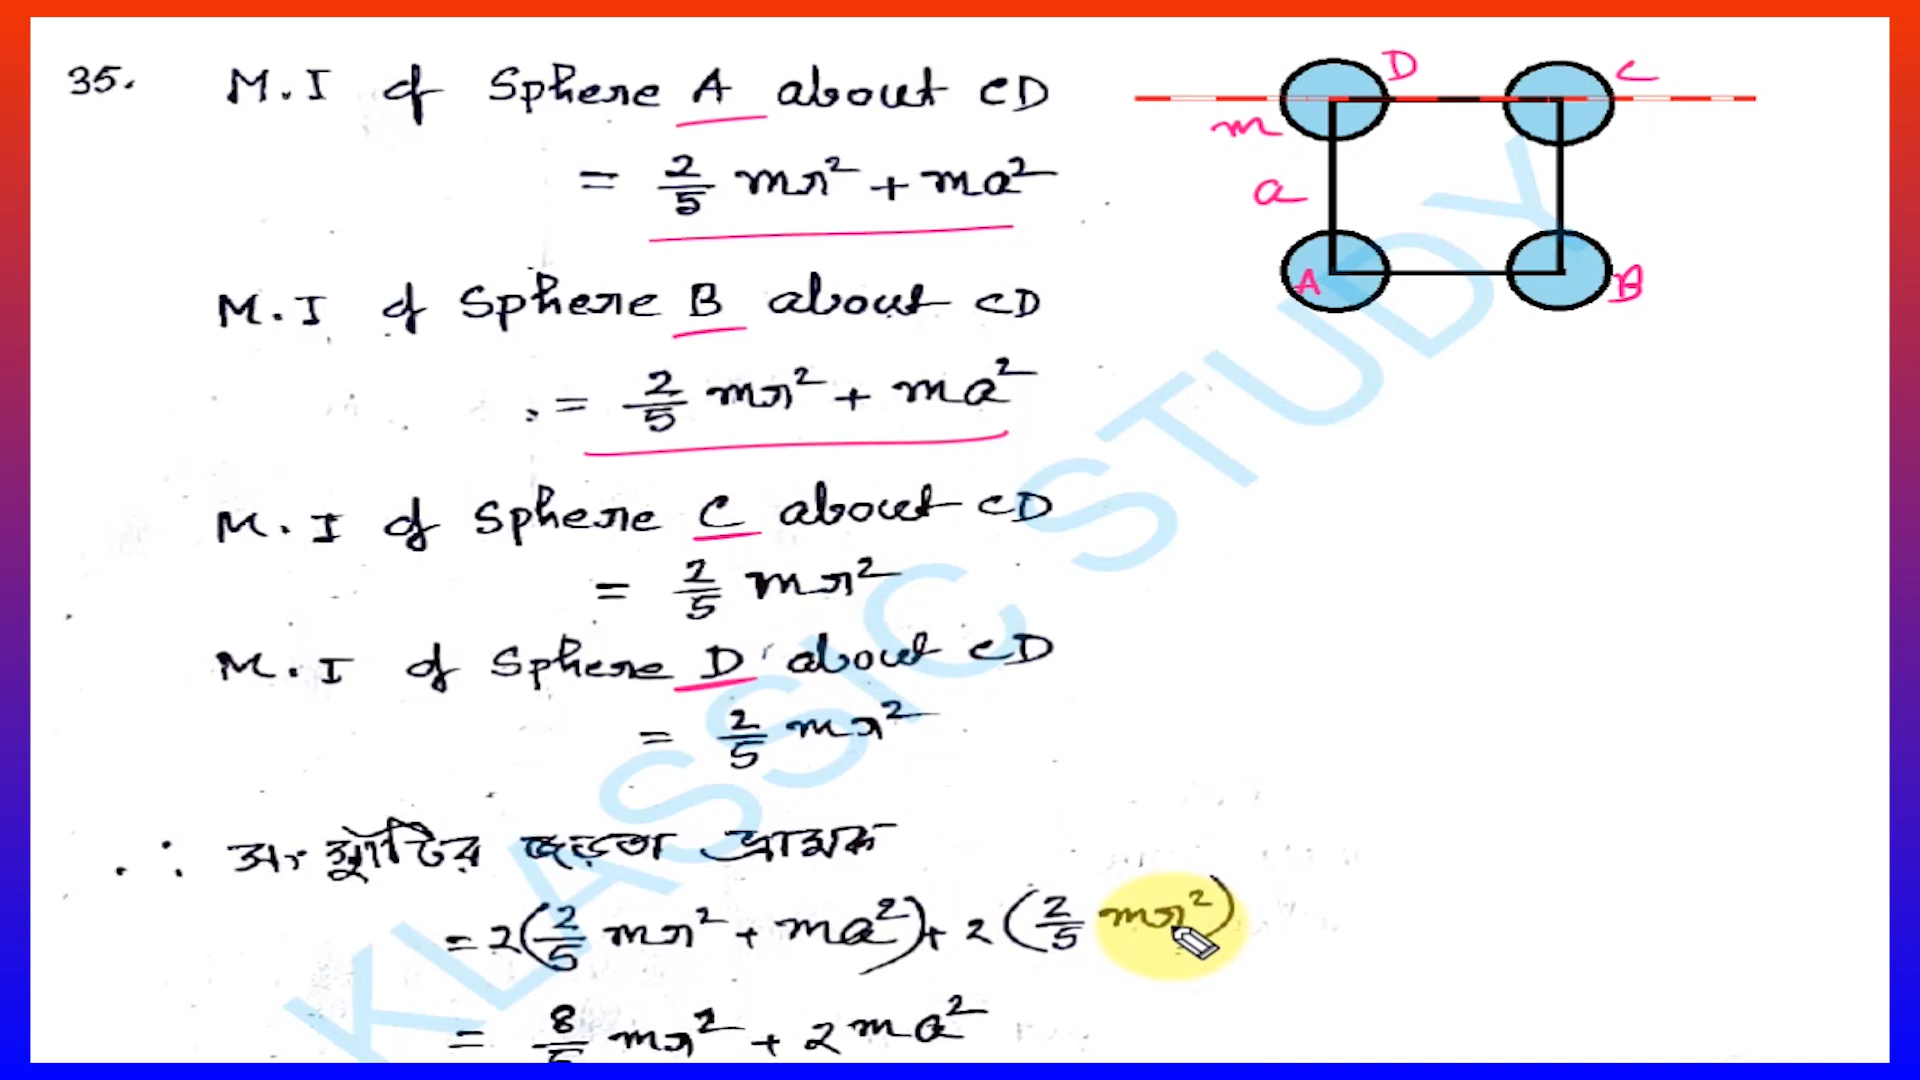 35. M.I of Sphere A about CD
= 2/5 mr² + ma²
M.I of Sphere B about CD
= 2/5 mr² + ma²
M.I of Sphere C about CD
= 2/5 mr²
M.I of Sphere D about CD
= 2/5 mr²
∴ সংস্থাটির জড়তা ভ্রামক
= 2(2/5 mr² + ma²) + 2(2/5 mr²)
= 8/5 mr² + 2ma²
D C
m
a
A B
KLASSIC STUDY